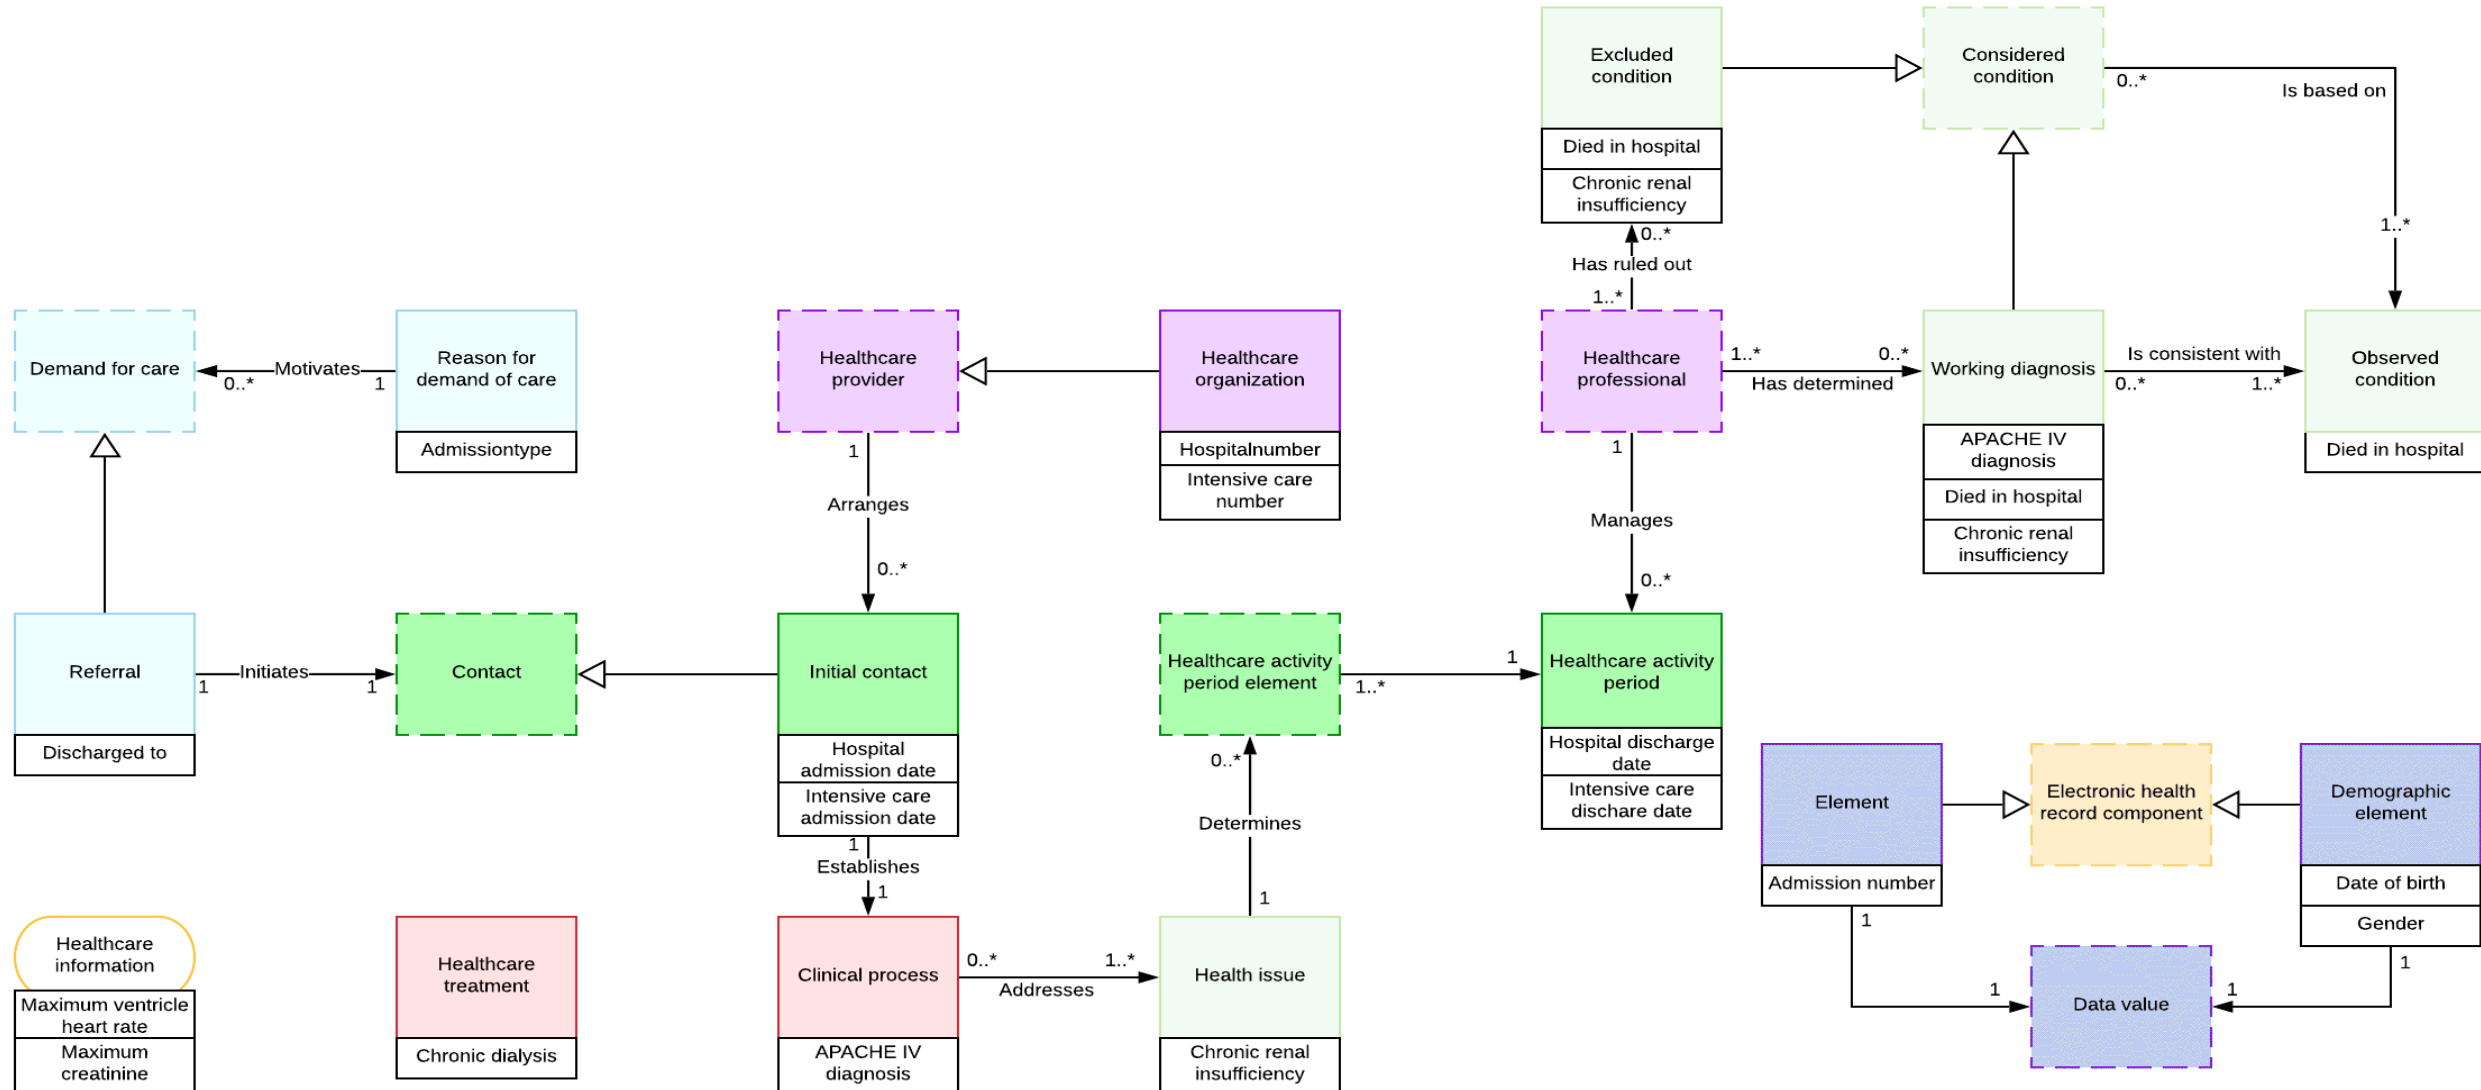 Excluded
condition
Died in hospital
Chronic renal
insufficiency
Considered
condition
0..*
Is based on
1..*
0..*
Has ruled out
1..*
Demand for care
0..*
Motivates
1
Reason for
demand of care
Admissiontype
Healthcare
provider
1
Arranges
0..*
Healthcare
organization
Hospitalnumber
Intensive care
number
Healthcare
professional
1..*
0..*
Has determined
1
Manages
0..*
Working diagnosis
APACHE IV
diagnosis
Died in hospital
Chronic renal
insufficiency
Is consistent with
0..*
1..*
Observed
condition
Died in hospital
Referral
Discharged to
1
Initiates
1
Contact
Initial contact
Hospital
admission date
Intensive care
admission date
1
Establishes
1
Healthcare activity
period element
1..*
1
0..*
Determines
1
Healthcare activity
period
Hospital discharge
date
Intensive care
dischare date
Element
Admission number
1
1
Electronic health
record component
Demographic
element
Date of birth
Gender
1
1
Data value
Healthcare
information
Maximum ventricle
heart rate
Maximum
creatinine
Healthcare
treatment
Chronic dialysis
Clinical process
APACHE IV
diagnosis
0..*
1..*
Addresses
Health issue
Chronic renal
insufficiency